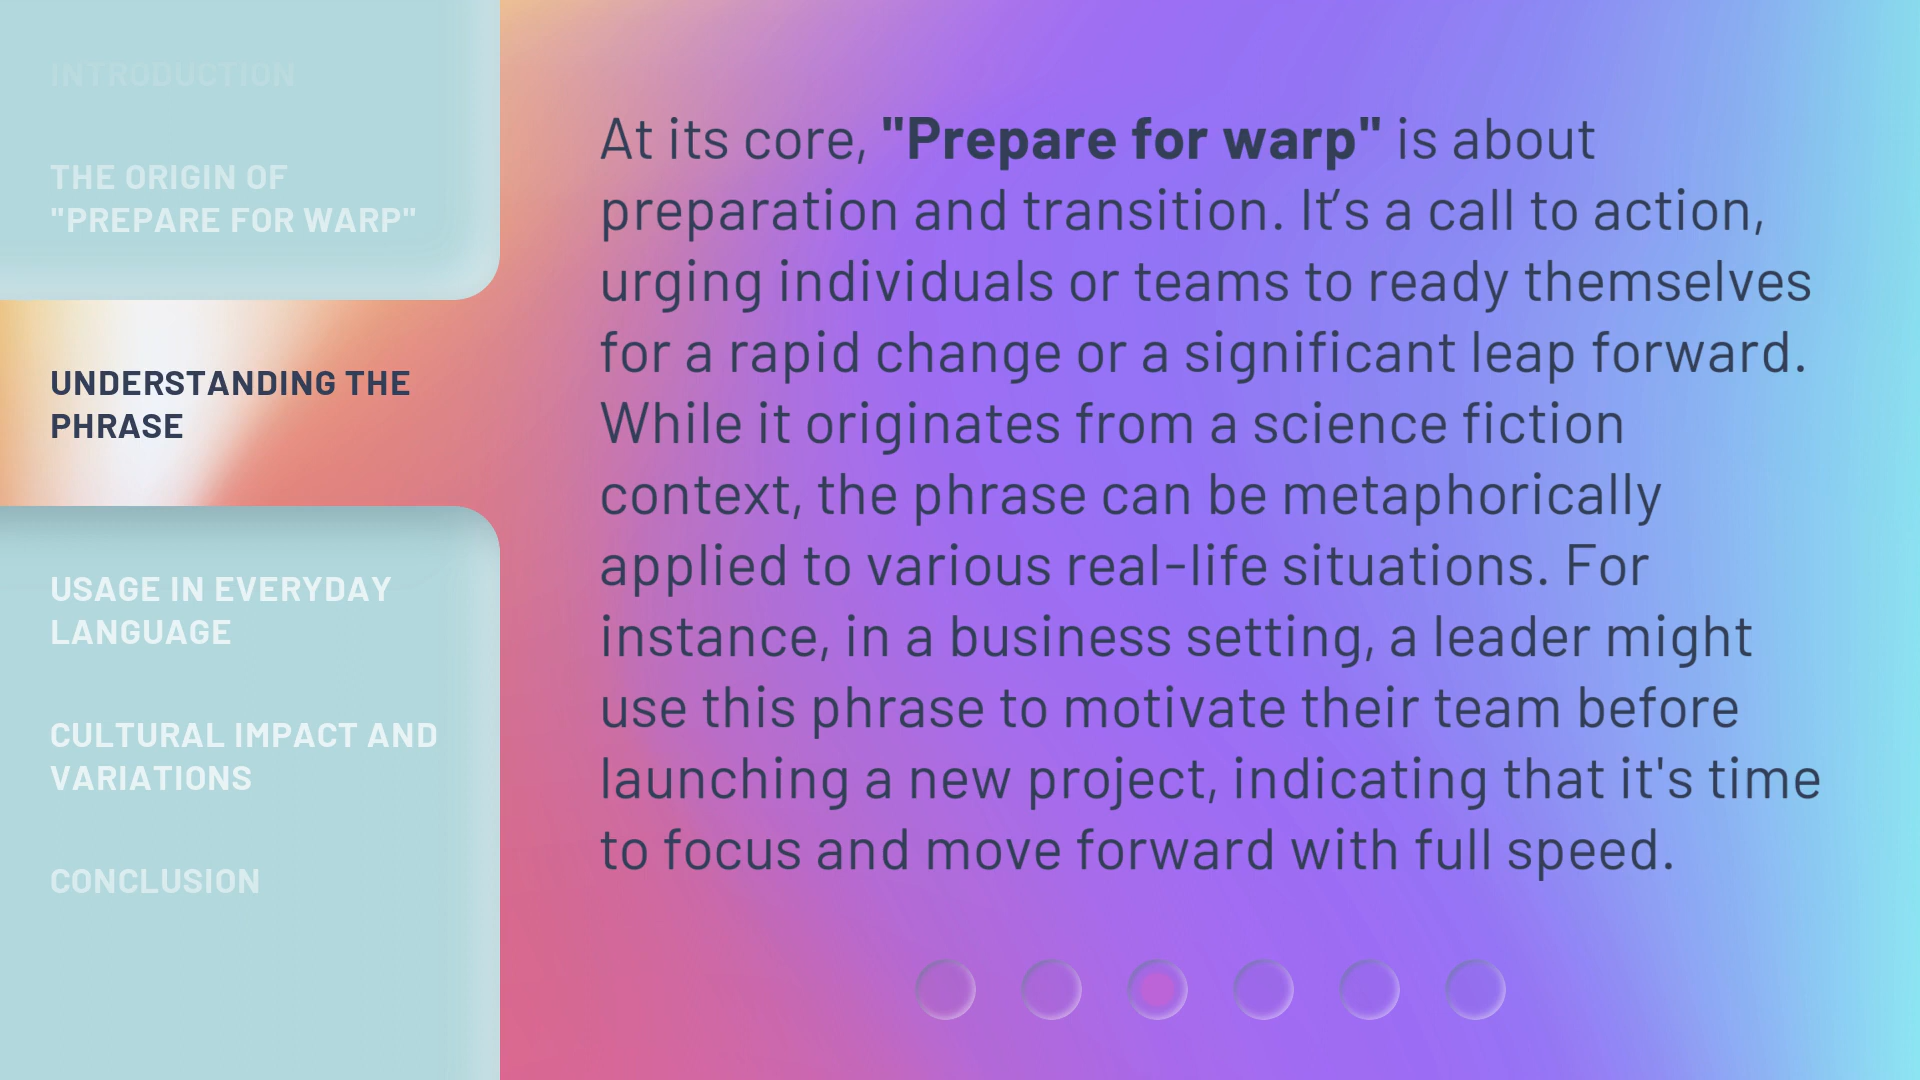 INTRODUCTION
THE ORIGIN OF
"PREPARE FOR WARP"
UNDERSTANDING THE
PHRASE
USAGE IN EVERYDAY
LANGUAGE
CULTURAL IMPACT AND
VARIATIONS
CONCLUSION
At its core, "Prepare for warp" is about
preparation and transition. It’s a call to action,
urging individuals or teams to ready themselves
for a rapid change or a significant leap forward.
While it originates from a science fiction
context, the phrase can be metaphorically
applied to various real-life situations. For
instance, in a business setting, a leader might
use this phrase to motivate their team before
launching a new project, indicating that it's time
to focus and move forward with full speed.